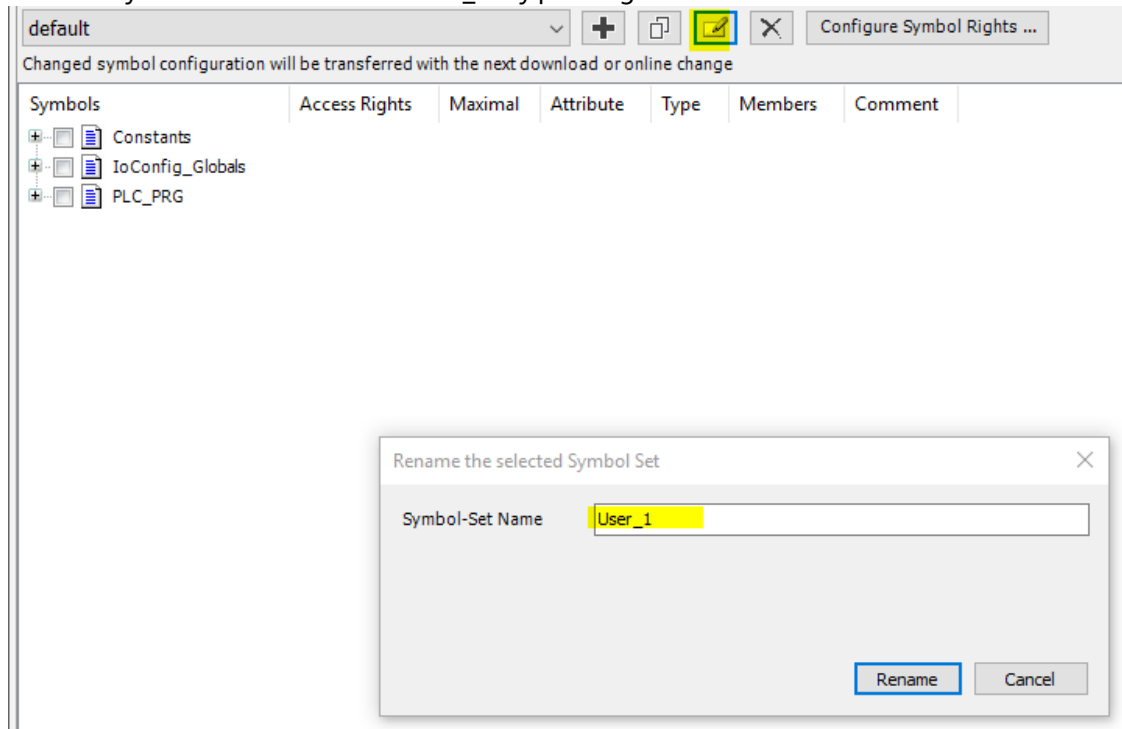 default
Configure Symbol Rights ...
Changed symbol configuration will be transferred with the next download or online change
Symbols Access Rights Maximal Attribute Type Members Comment
Constants
IoConfig_Globals
PLC_PRG
Rename the selected Symbol Set
Symbol-Set Name User_1
Rename Cancel